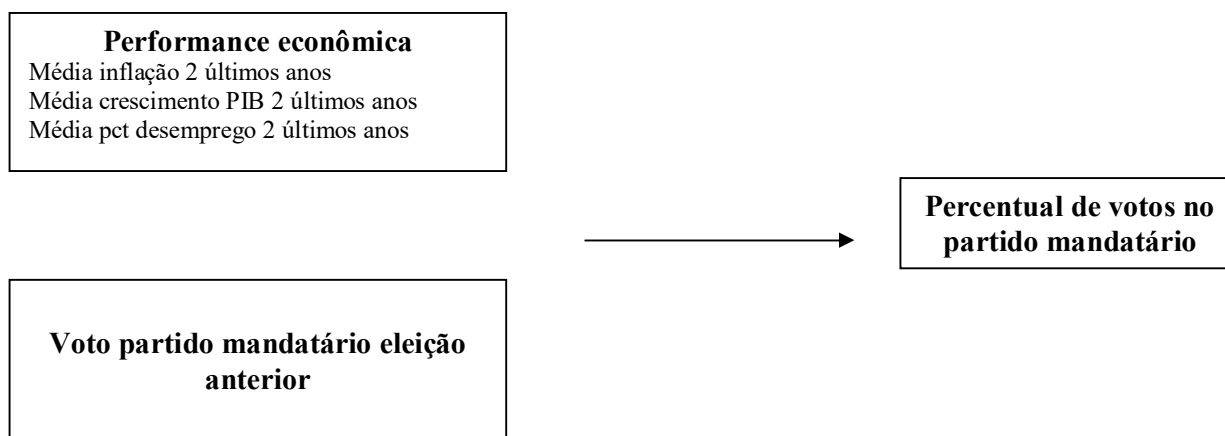 Performance econômica
Média inflação 2 últimos anos
Média crescimento PIB 2 últimos anos
Média pct desemprego 2 últimos anos
Percentual de votos no
partido mandatário
Voto partido mandatário eleição
anterior